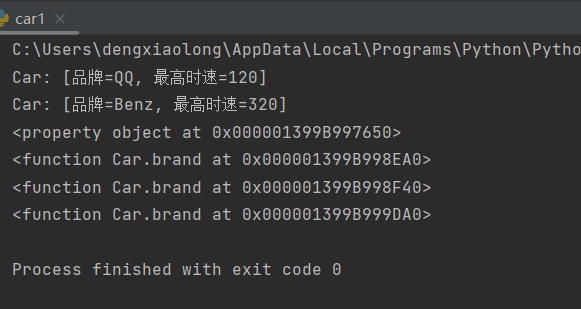 car1
C:\Users\dengxiaolong\AppData\Local\Programs\Python\Pytho
Car: [品牌=QQ, 最高时速=120]
Car: [品牌=Benz, 最高时速=320]
<property object at 0x000001399B997650>
<function Car.brand at 0x000001399B998EA0>
<function Car.brand at 0x000001399B998F40>
<function Car.brand at 0x000001399B999DA0>
Process finished with exit code 0